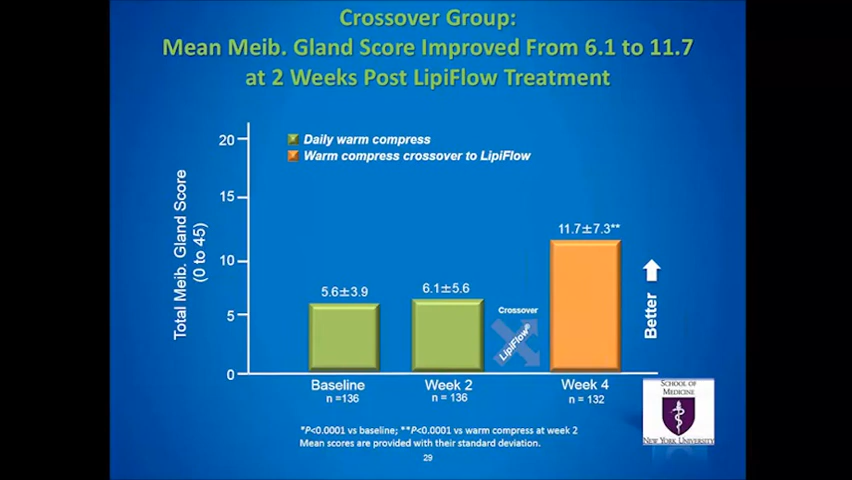 Crossover Group:
Mean Meib. Gland Score Improved From 6.1 to 11.7
at 2 Weeks Post LipiFlow Treatment
Daily warm compress
Warm compress crossover to LipiFlow
Total Meib. Gland Score
(0 to 45)
20
15
10
5
0
5.6±3.9
6.1±5.6
11.7±7.3**
Crossover
LipiFlow®
Better
Baseline
n =136
Week 2
n = 136
Week 4
n = 132
SCHOOL OF
MEDICINE
NEW YORK UNIVERSITY
*P<0.0001 vs baseline; **P<0.0001 vs warm compress at week 2
Mean scores are provided with their standard deviation.
29